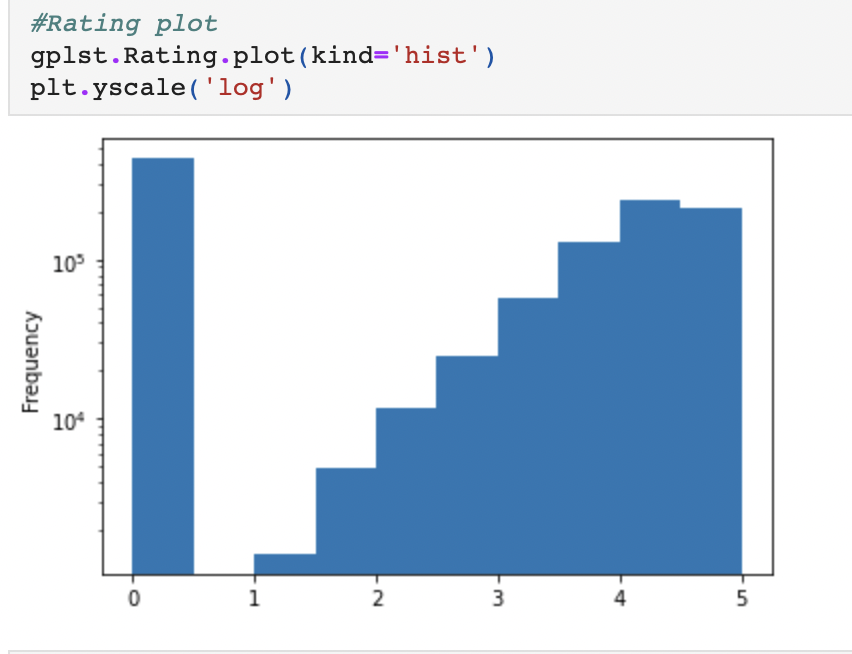 #Rating plot
gplst.Rating.plot(kind='hist')
plt.yscale('log')
10⁵
Frequency
10⁴
0 1 2 3 4 5